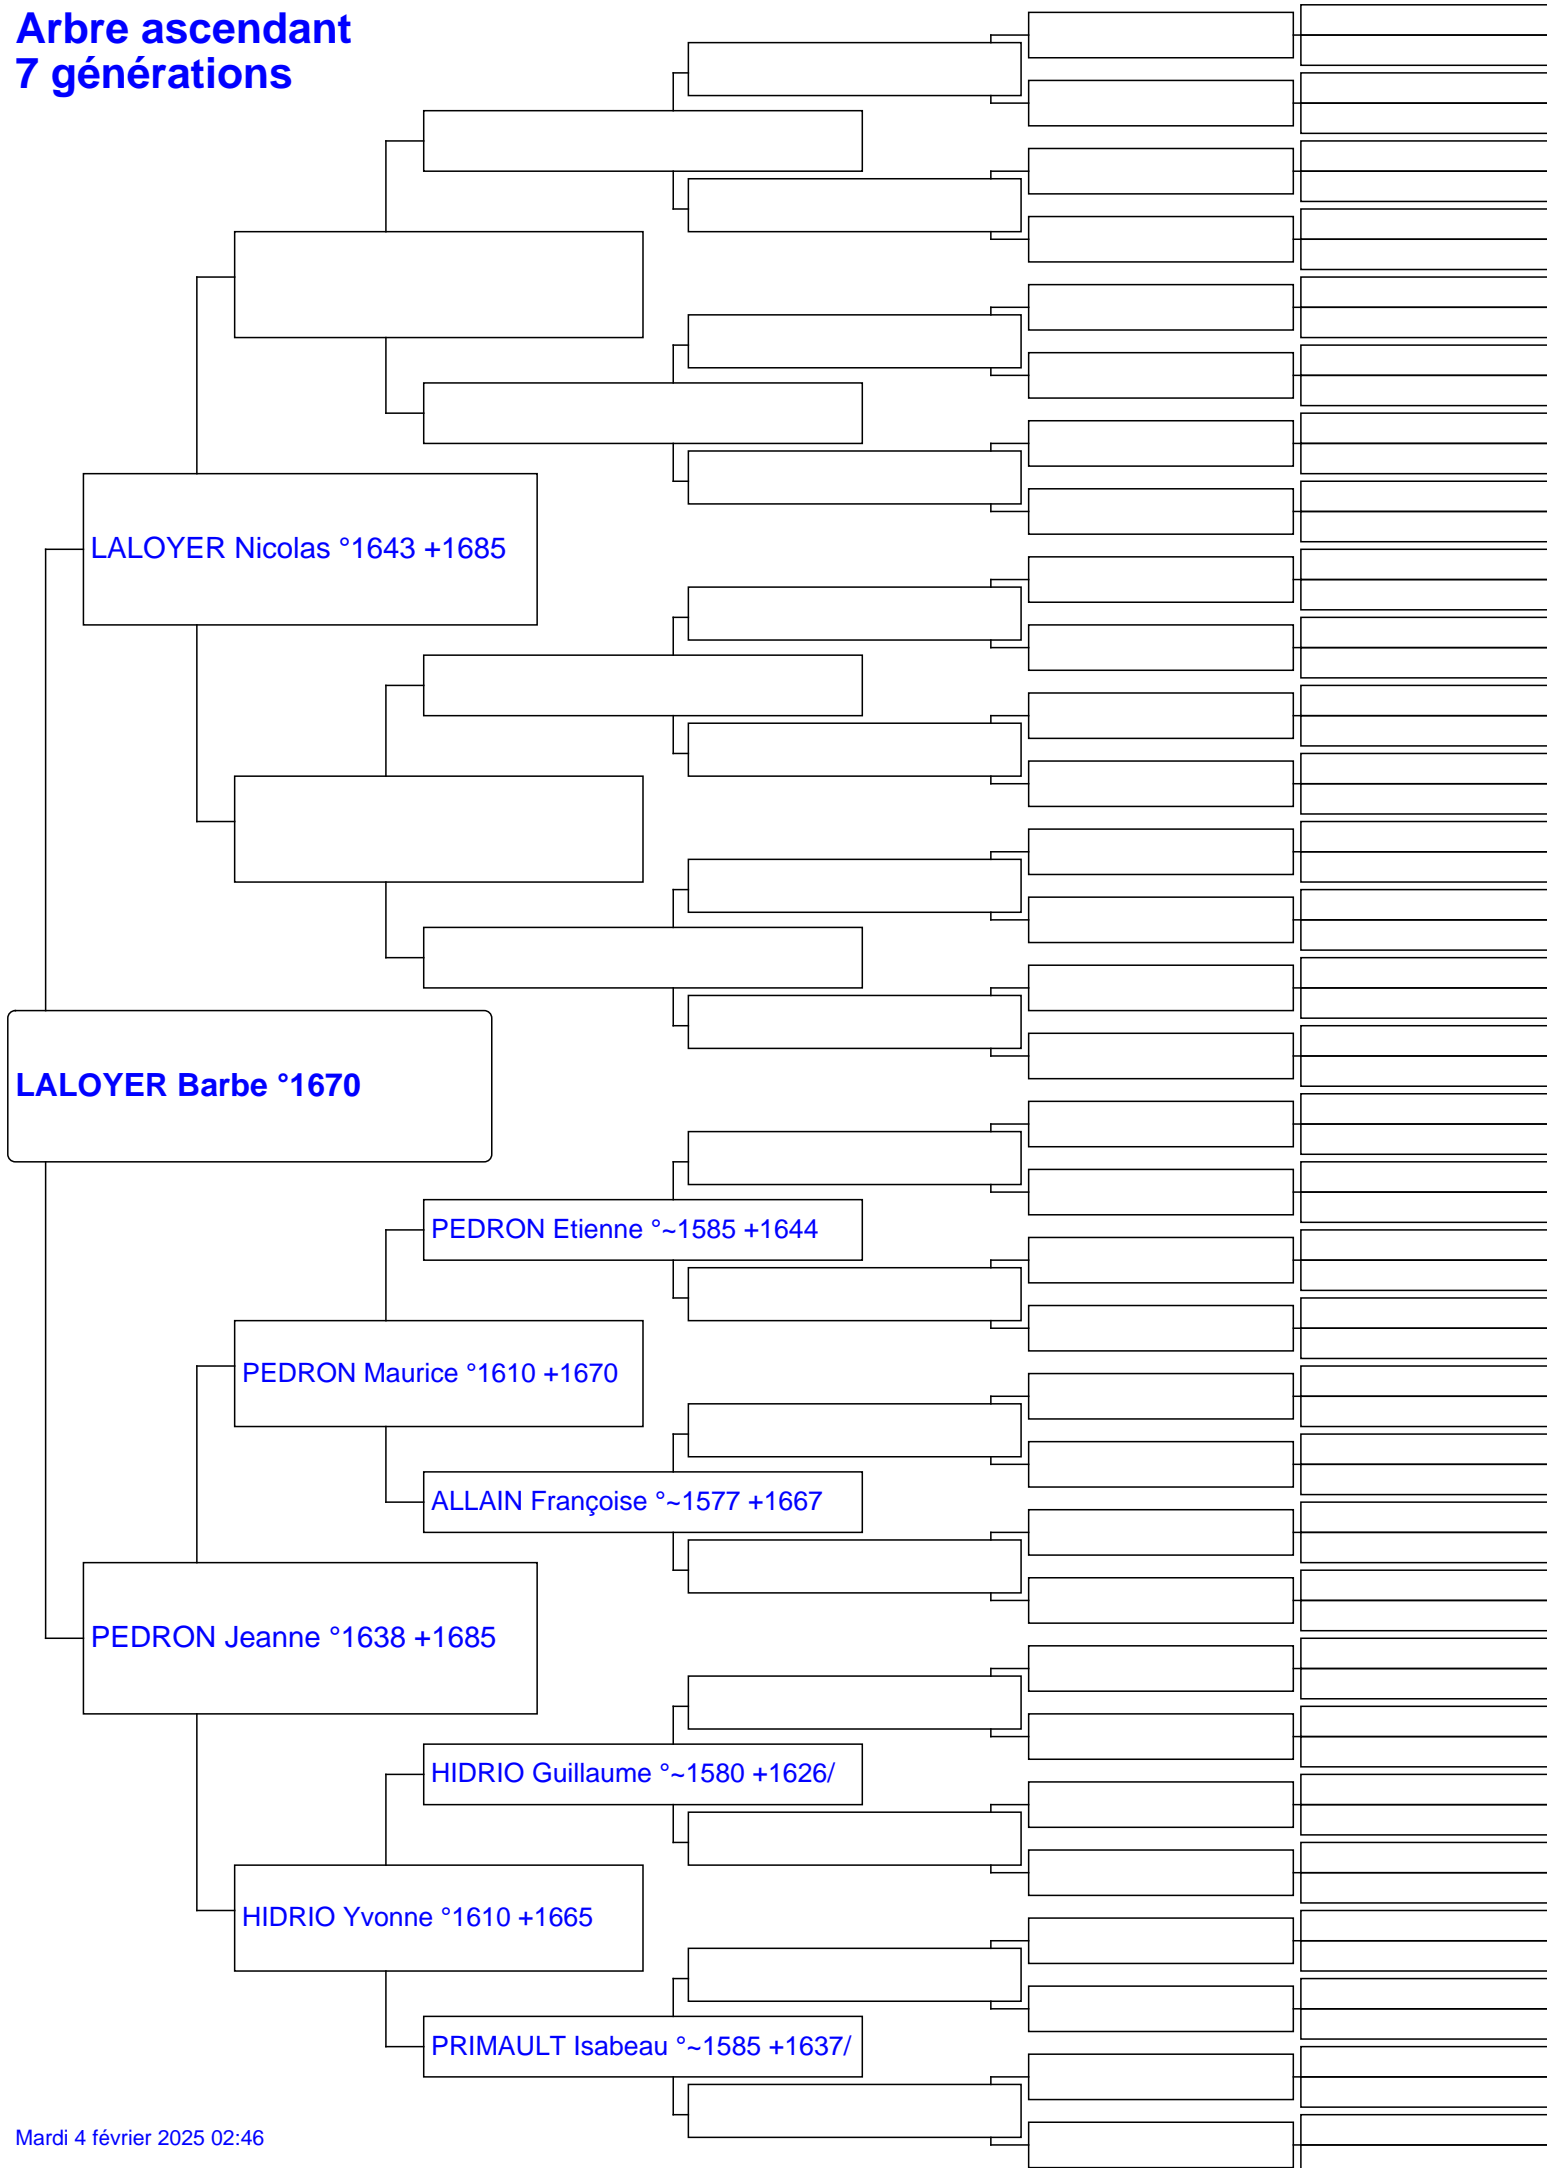 Arbre ascendant
7 générations
LALOYER Nicolas °1643 +1685
LALOYER Barbe °1670
PEDRON Etienne °~1585 +1644
PEDRON Maurice °1610 +1670
ALLAIN Françoise °~1577 +1667
PEDRON Jeanne °1638 +1685
HIDRIO Guillaume °~1580 +1626/
HIDRIO Yvonne °1610 +1665
PRIMAULT Isabeau °~1585 +1637/
Mardi 4 février 2025 02:46